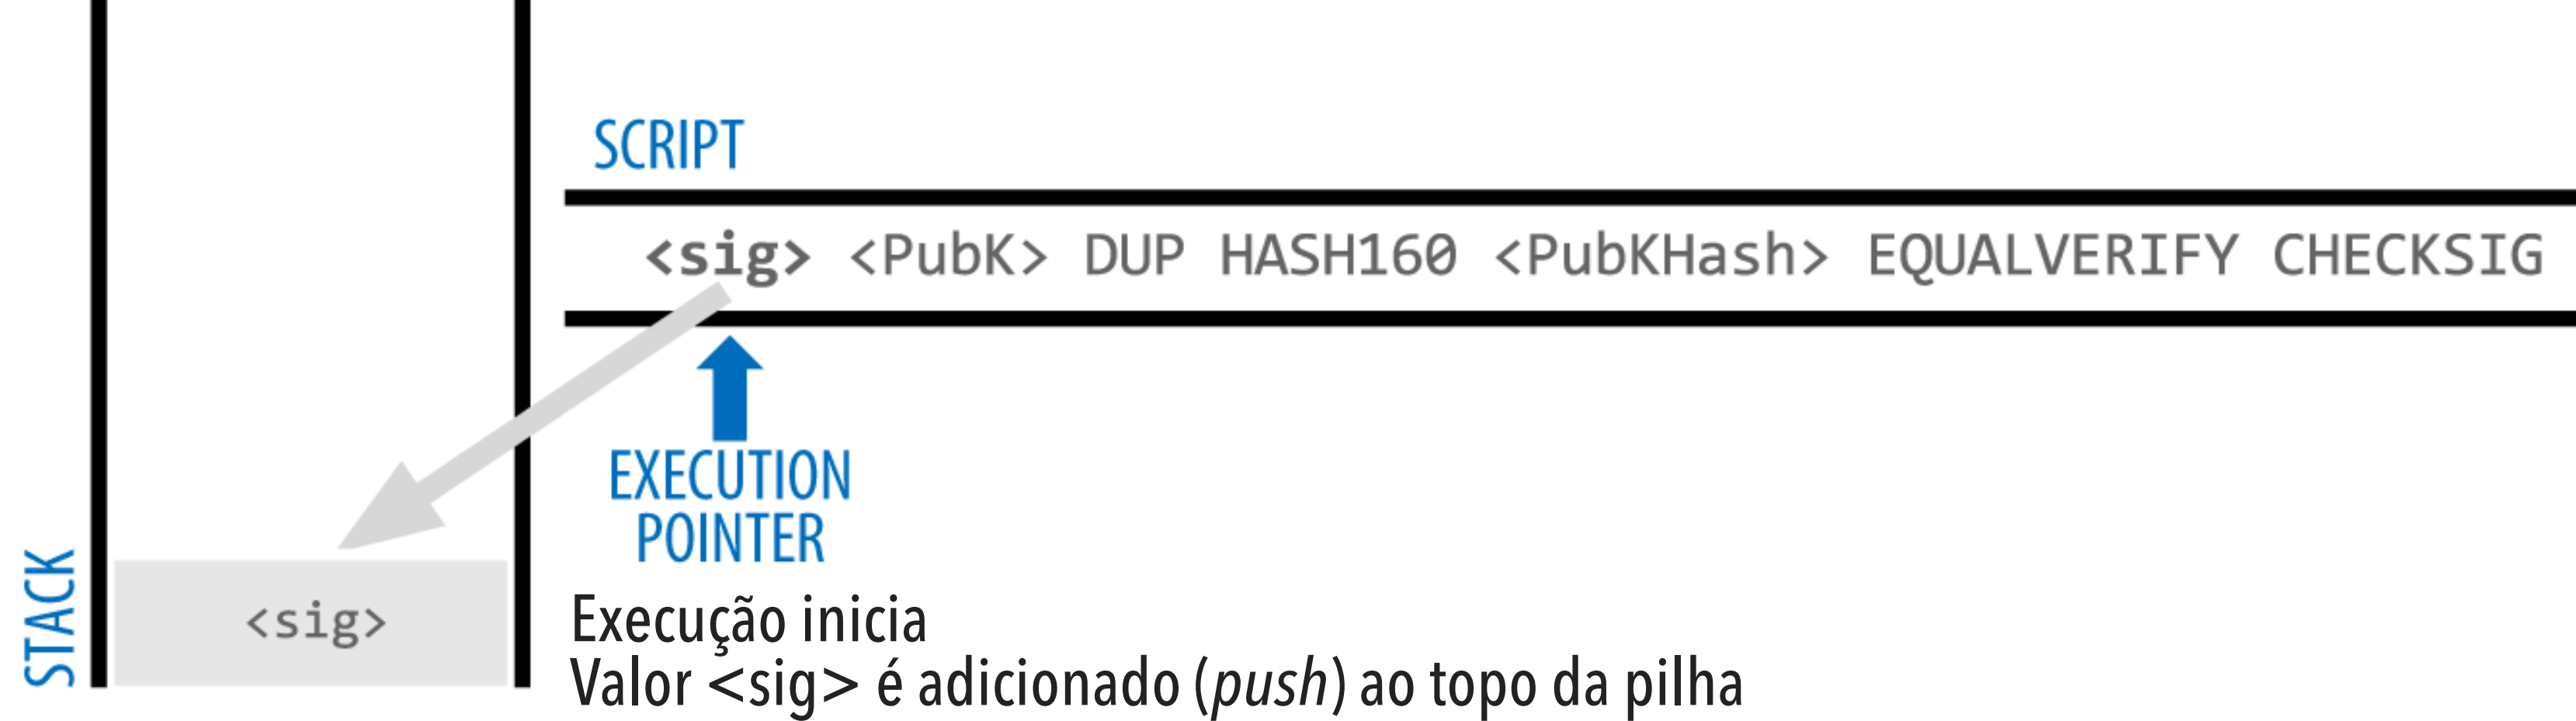 SCRIPT
<sig> <PubK> DUP HASH160 <PubKHash> EQUALVERIFY CHECKSIG
EXECUTION
POINTER
STACK
<sig>
Execução inicia
Valor <sig> é adicionado (push) ao topo da pilha